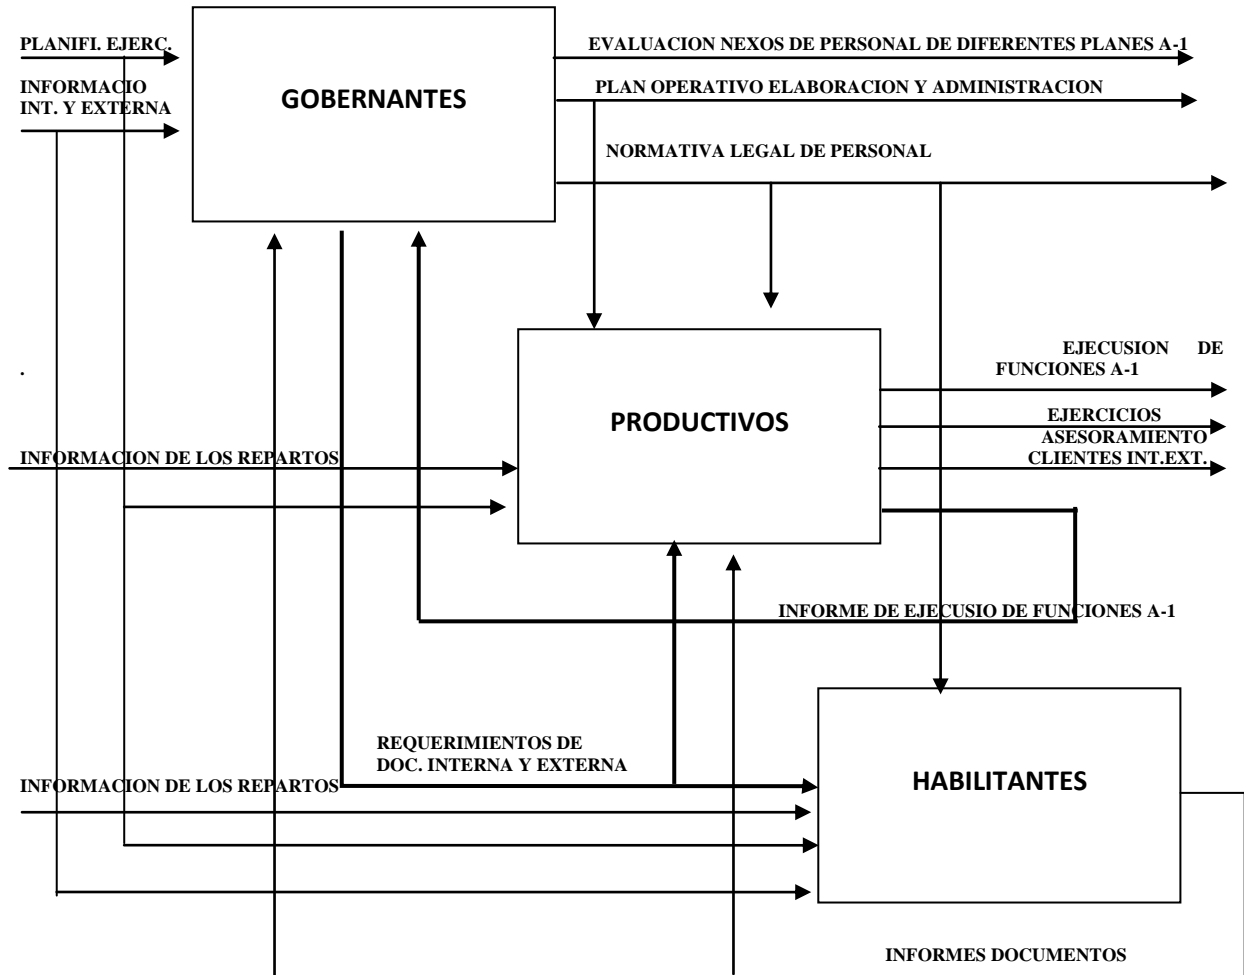 PLANIFI. EJERC.
EVALUACION NEXOS DE PERSONAL DE DIFERENTES PLANES A-1
INFORMACIO
INT. Y EXTERNA
GOBERNANTES
PLAN OPERATIVO ELABORACION Y ADMINISTRACION
NORMATIVA LEGAL DE PERSONAL
EJECUSION DE
FUNCIONES A-1
.
PRODUCTIVOS
EJERCICIOS
ASESORAMIENTO
CLIENTES INT.EXT.
INFORMACION DE LOS REPARTOS
INFORME DE EJECUSIO DE FUNCIONES A-1
REQUERIMIENTOS DE
DOC. INTERNA Y EXTERNA
INFORMACION DE LOS REPARTOS
HABILITANTES
INFORMES DOCUMENTOS